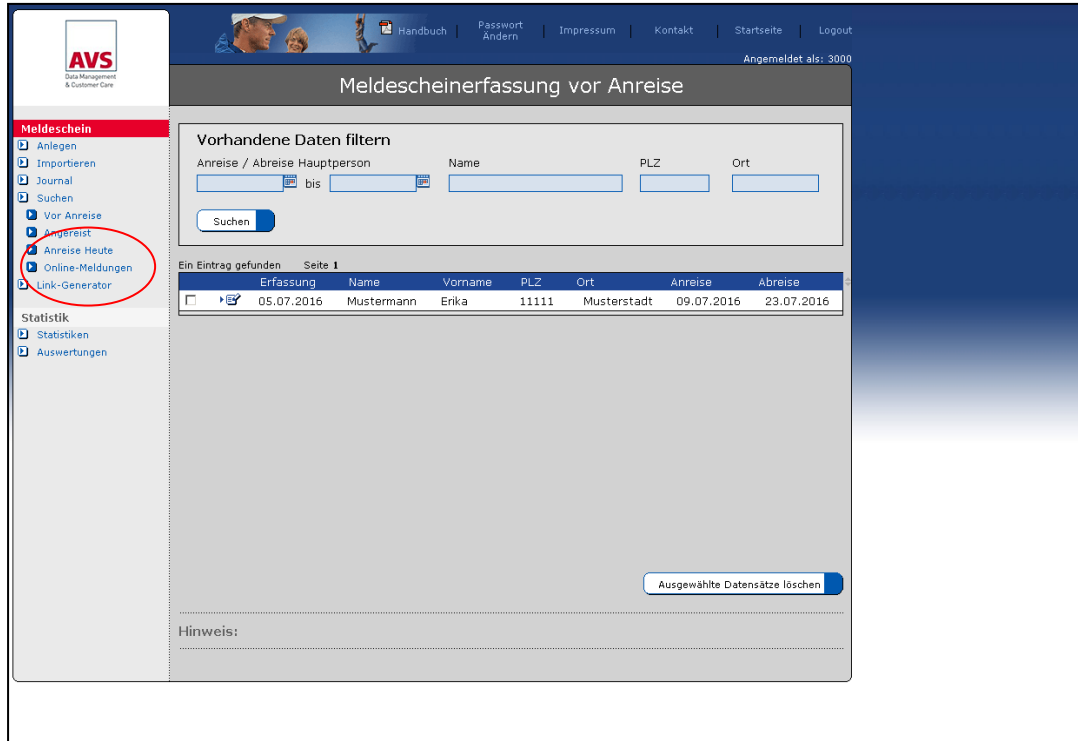 AVS
Data Management
& Customer Care
Handbuch
Passwort
Ändern
Impressum
Kontakt
Startseite
Logout
Angemeldet als: 3000
Meldescheinerfassung vor Anreise
Meldeschein
Anlegen
Importieren
Journal
Suchen
Vor Anreise
Angereist
Anreise Heute
Online-Meldungen
Link-Generator
Statistik
Statistiken
Auswertungen
Vorhandene Daten filtern
Anreise / Abreise Hauptperson Name PLZ Ort
bis
Suchen
Ein Eintrag gefunden Seite 1
Erfassung Name Vorname PLZ Ort Anreise Abreise
05.07.2016 Mustermann Erika 11111 Musterstadt 09.07.2016 23.07.2016
Ausgewählte Datensätze löschen
Hinweis: